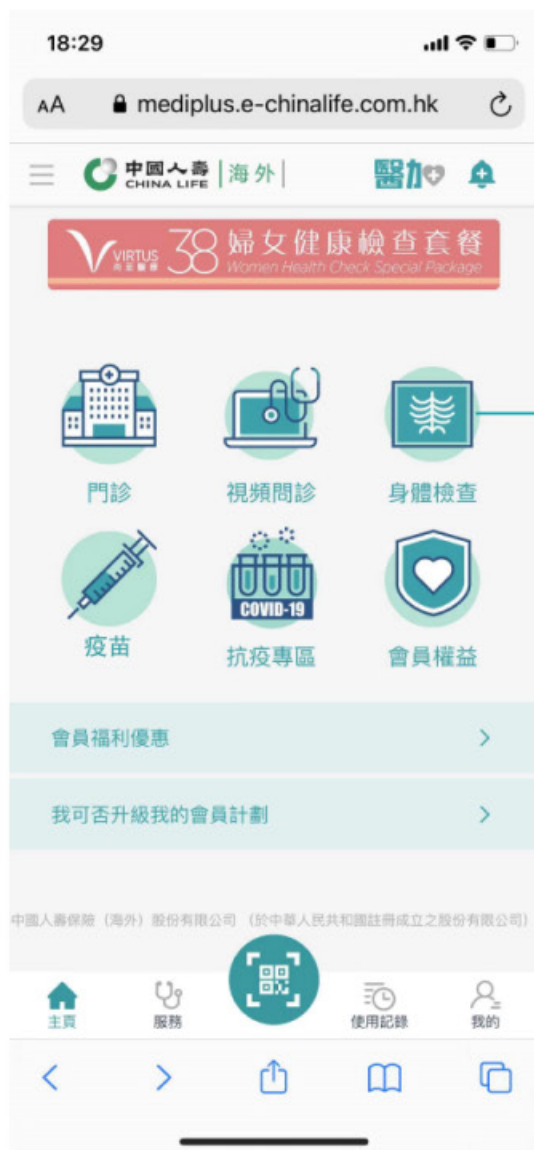 18:29
AA mediplus.e-chinalife.com.hk
中國人壽 海外 醫加
CHINA LIFE
VIRTUS 38 婦女健康檢查套餐
尚至醫療 Women Health Check Special Package
門診 視頻問診 身體檢查
COVID-19
疫苗 抗疫專區 會員權益
會員福利優惠
我可否升級我的會員計劃
中國人壽保險（海外）股份有限公司 （於中華人民共和國註冊成立之股份有限公司）
主頁 服務 使用記錄 我的